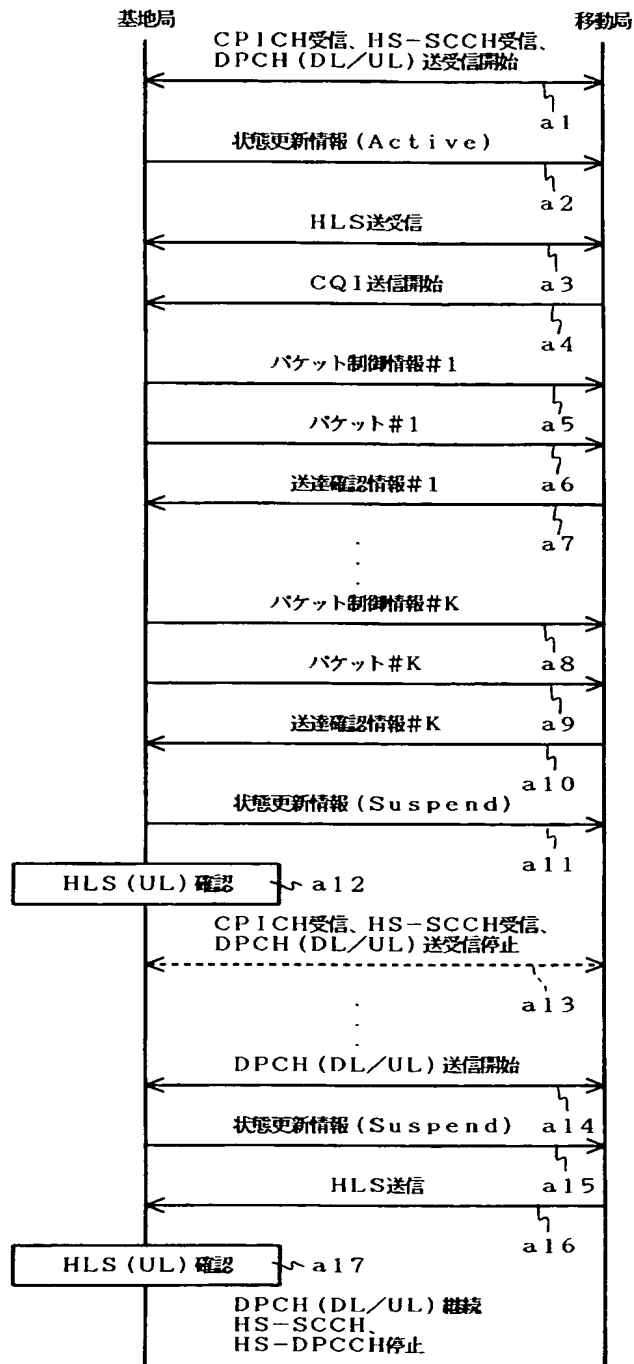 基地局
移動局
CPICH受信、HS-SCCH受信、
DPCH(DL/UL)送受信開始
a1
状態更新情報(Active)
a2
HLS送受信
a3
CQI送信開始
a4
パケット制御情報#1
a5
パケット#1
a6
送達確認情報#1
a7
パケット制御情報#K
a8
パケット#K
a9
送達確認情報#K
a10
状態更新情報(Suspend)
a11
HLS(UL)確認
a12
CPICH受信、HS-SCCH受信、
DPCH(DL/UL)送受信停止
a13
DPCH(DL/UL)送信開始
a14
状態更新情報(Suspend)
a15
HLS送信
a16
HLS(UL)確認
a17
DPCH(DL/UL)継続
HS-SCCH、
HS-DPCCH停止